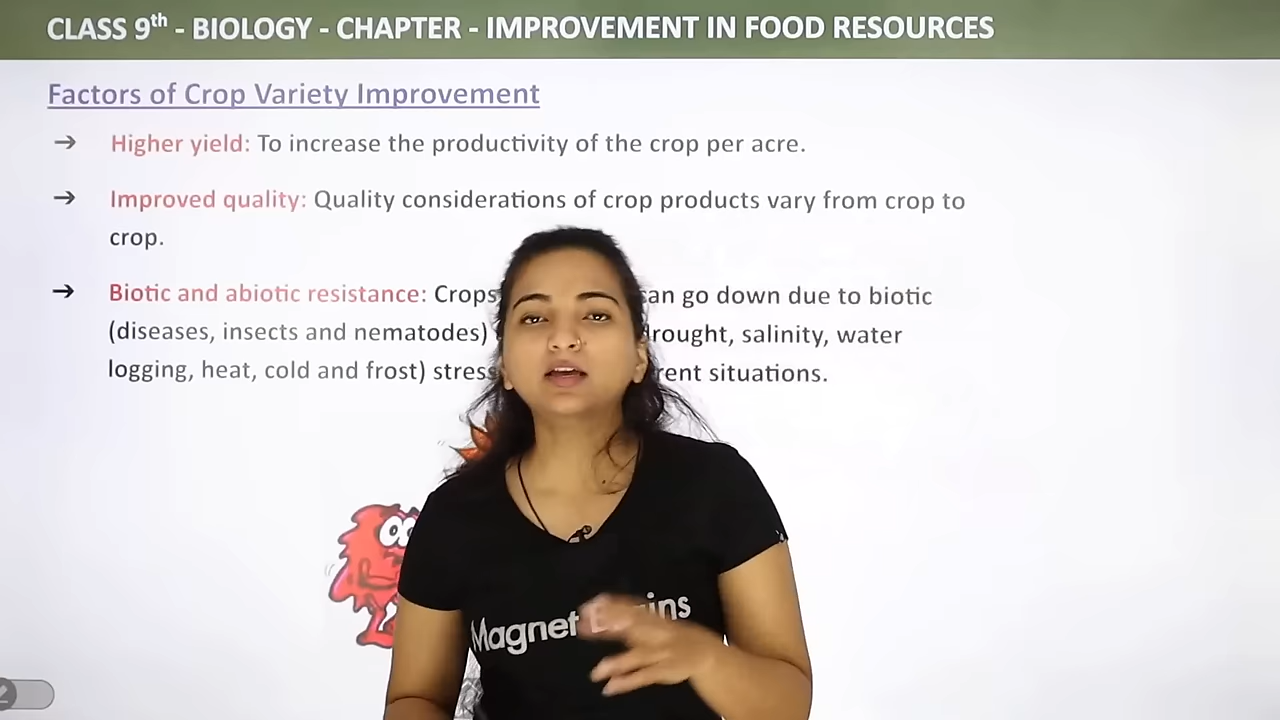 CLASS 9th - BIOLOGY - CHAPTER - IMPROVEMENT IN FOOD RESOURCES
Factors of Crop Variety Improvement
➔ Higher yield: To increase the productivity of the crop per acre.
➔ Improved quality: Quality considerations of crop products vary from crop to
crop.
➔ Biotic and abiotic resistance: Crops can go down due to biotic
(diseases, insects and nematodes) drought, salinity, water
logging, heat, cold and frost) situations.
Magnet